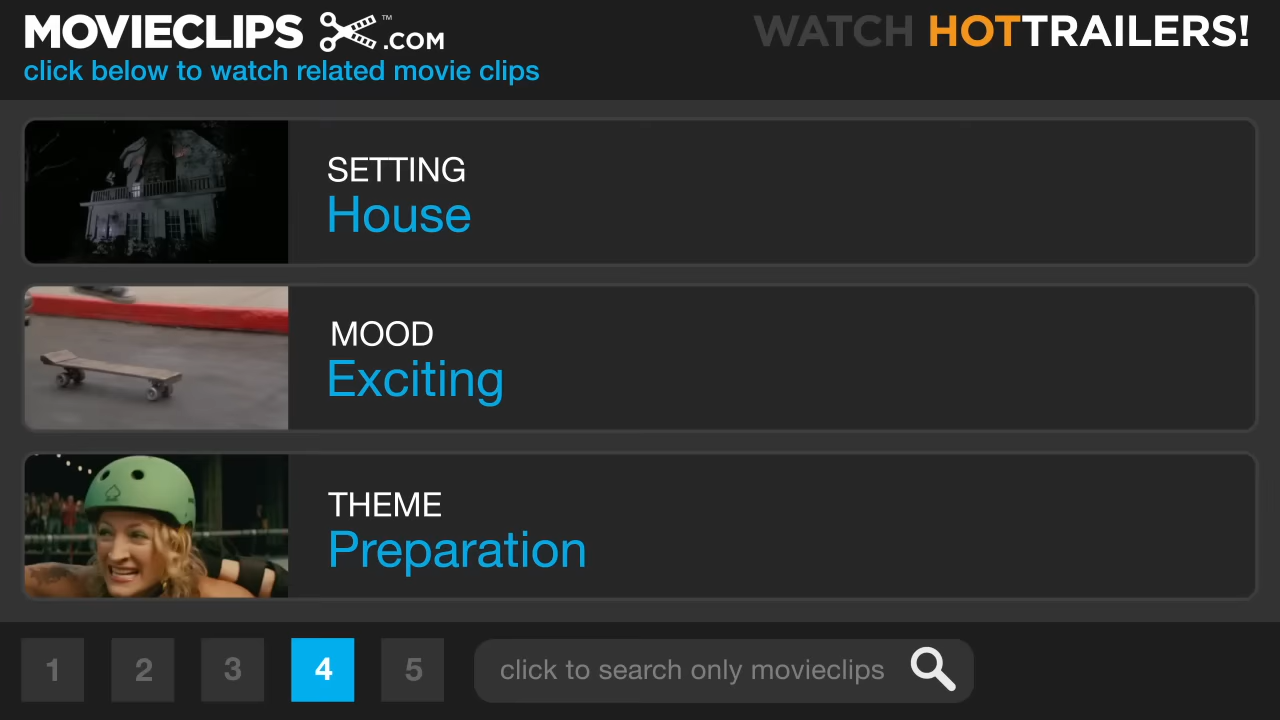 MOVIECLIPS ™ .COM
WATCH HOTTRAILERS!
click below to watch related movie clips
SETTING
House
MOOD
Exciting
THEME
Preparation
1 2 3 4 5
click to search only movieclips